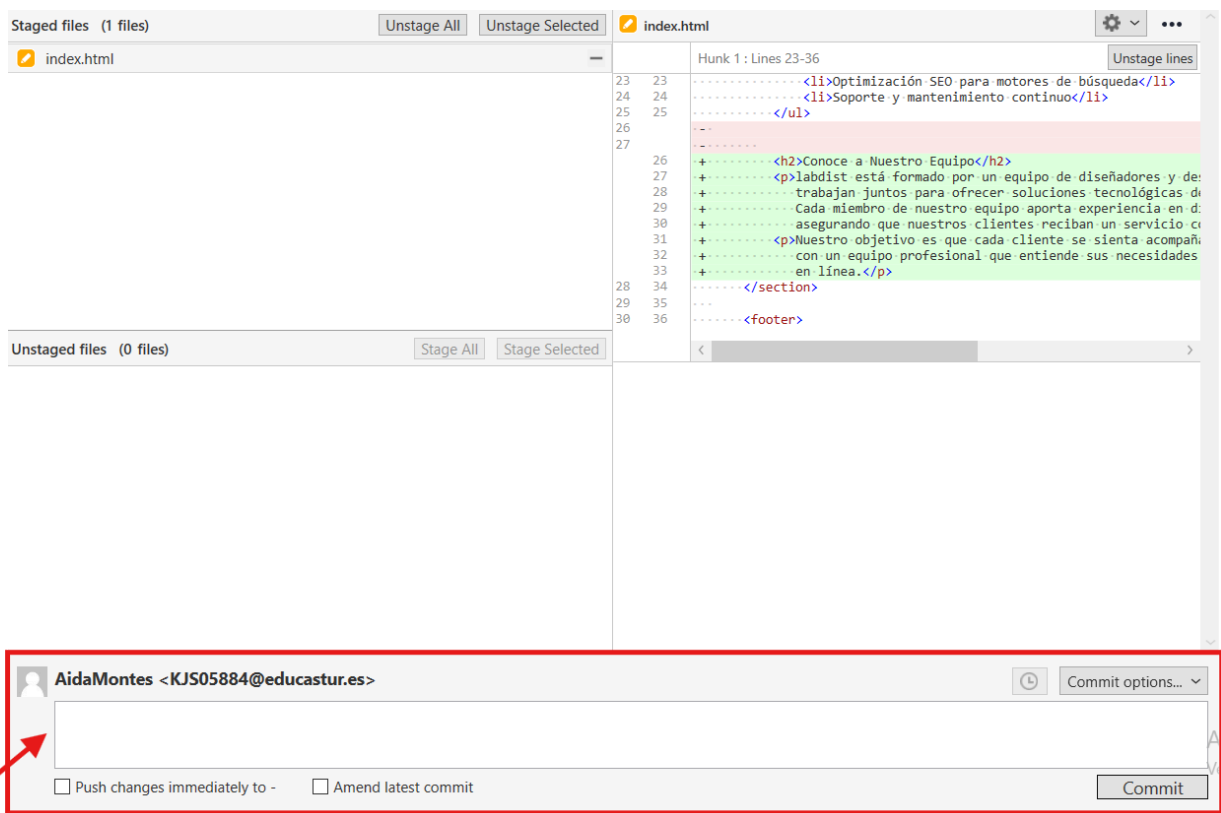 Staged files (1 files)
Unstage All
Unstage Selected
index.html
Unstaged files (0 files)
Stage All
Stage Selected
index.html
Hunk 1 : Lines 23-36
Unstage lines
23 23 <li>Optimización SEO para motores de búsqueda</li>
24 24 <li>Soporte y mantenimiento continuo</li>
25 25 </ul>
26 -
27 -
26 + <h2>Conoce a Nuestro Equipo</h2>
27 + <p>labdist está formado por un equipo de diseñadores y
28 + trabajan juntos para ofrecer soluciones tecnológicas
29 + Cada miembro de nuestro equipo aporta experiencia en
30 + asegurando que nuestros clientes reciban un servicio
31 + <p>Nuestro objetivo es que cada cliente se sienta
32 + con un equipo profesional que entiende sus necesidades
33 + en línea.</p>
28 34 </section>
29 35
30 36 <footer>
AidaMontes <KJS05884@educastur.es>
Commit options...
Push changes immediately to -
Amend latest commit
Commit